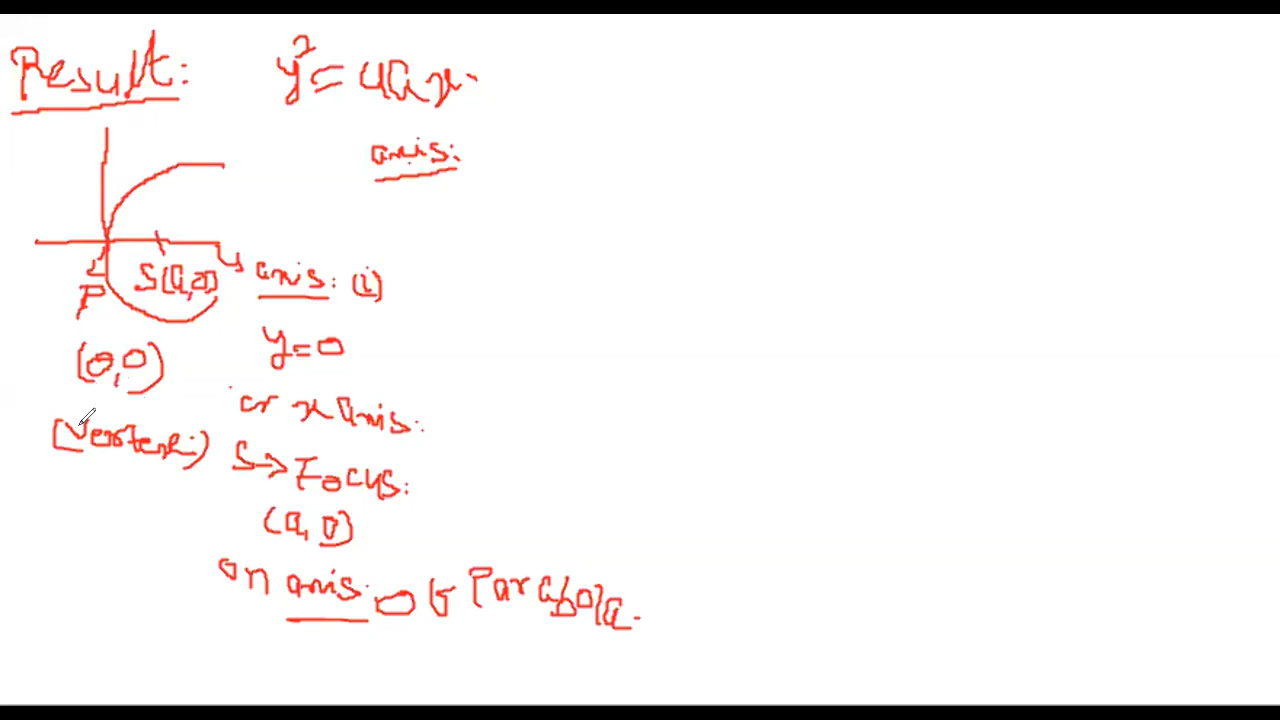 Result: y² = 4ax.
axis:
S(a,0)
P
axis: (i)
(0,0)
y=0
or x axis.
(Vertex)
S→ Focus:
(a, 0)
on axis of Parabola.